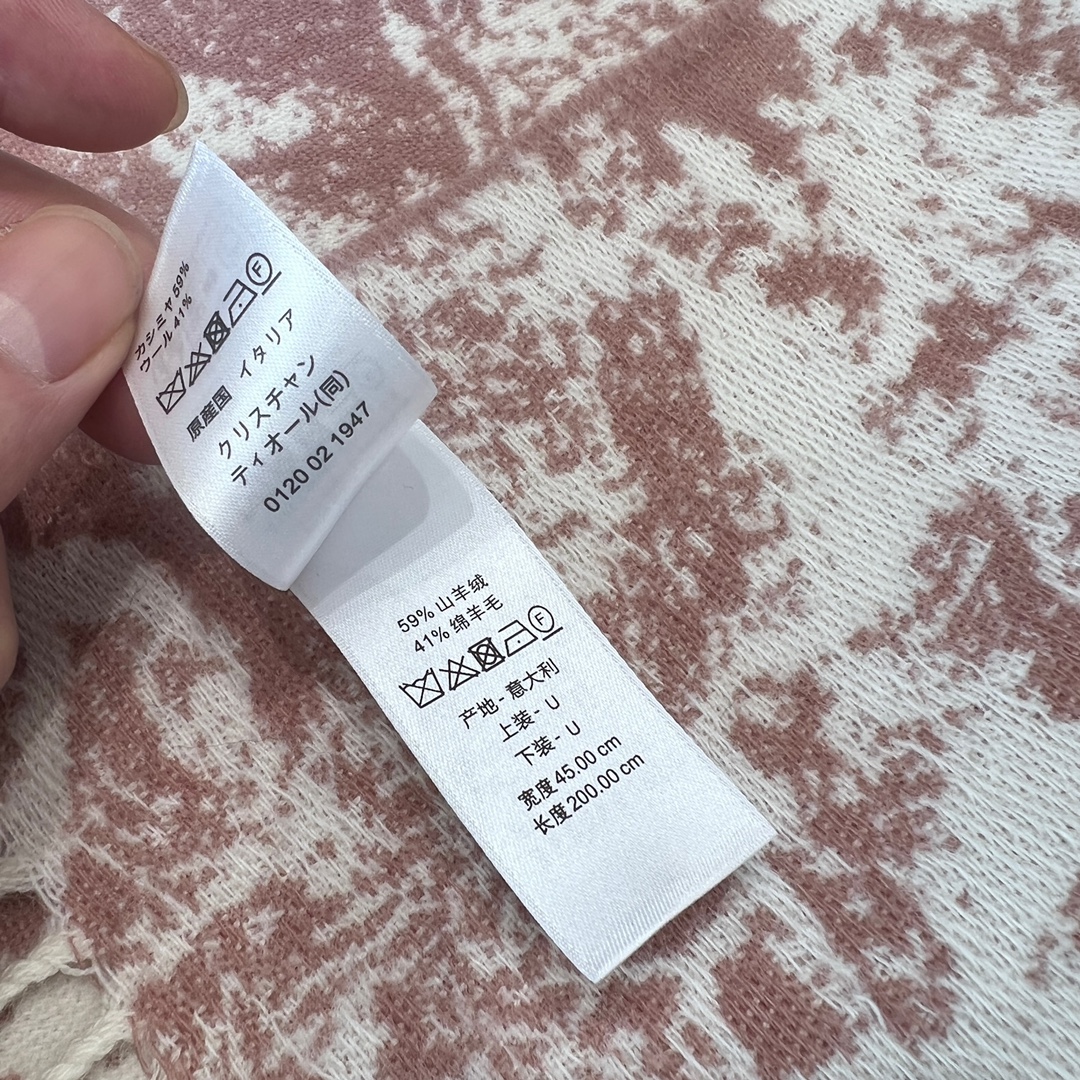 カシミヤ 59%
ウール 41%
F
原産国 イタリア
クリスチャン
ディオール(同)
0120 02 1947
59% 山羊绒
41% 绵羊毛
F
产地 - 意大利
上装 - U
下装 - U
宽度 45.00 cm
长度 200.00 cm